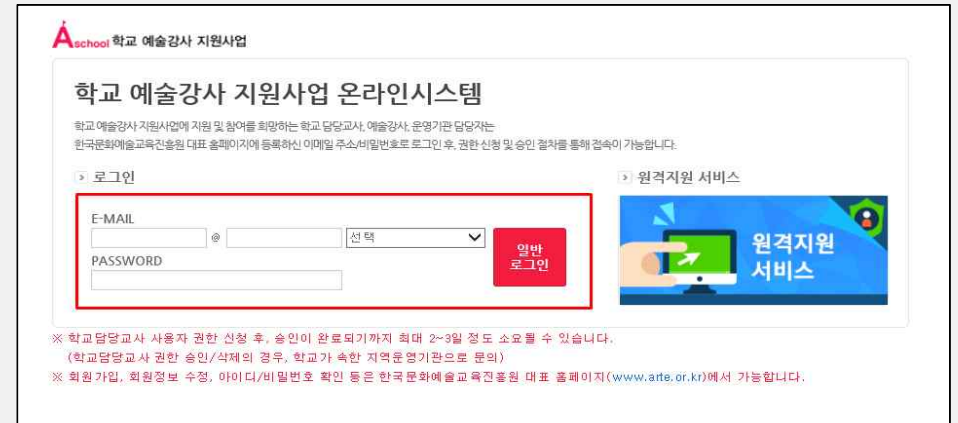 Aschool 학교 예술강사 지원사업
학교 예술강사 지원사업 온라인시스템
학교 예술강사 지원사업에 지원 및 참여를 희망하는 학교 담당교사, 예술강사, 운영기관 담당자는
한국문화예술교육진흥원 대표 홈페이지에 등록하신 이메일 주소/비밀번호로 로그인 후, 권한 신청 및 승인 절차를 통해 접속이 가능합니다.
로그인
원격지원 서비스
E-MAIL
@ 선택
PASSWORD
일반
로그인
원격지원
서비스
※ 학교담당교사 사용자 권한 신청 후, 승인이 완료되기까지 최대 2~3일 정도 소요될 수 있습니다.
(학교담당교사 권한 승인/삭제의 경우, 학교가 속한 지역운영기관으로 문의)
※ 회원가입, 회원정보 수정, 아이디/비밀번호 확인 등은 한국문화예술교육진흥원 대표 홈페이지(www.arte.or.kr)에서 가능합니다.